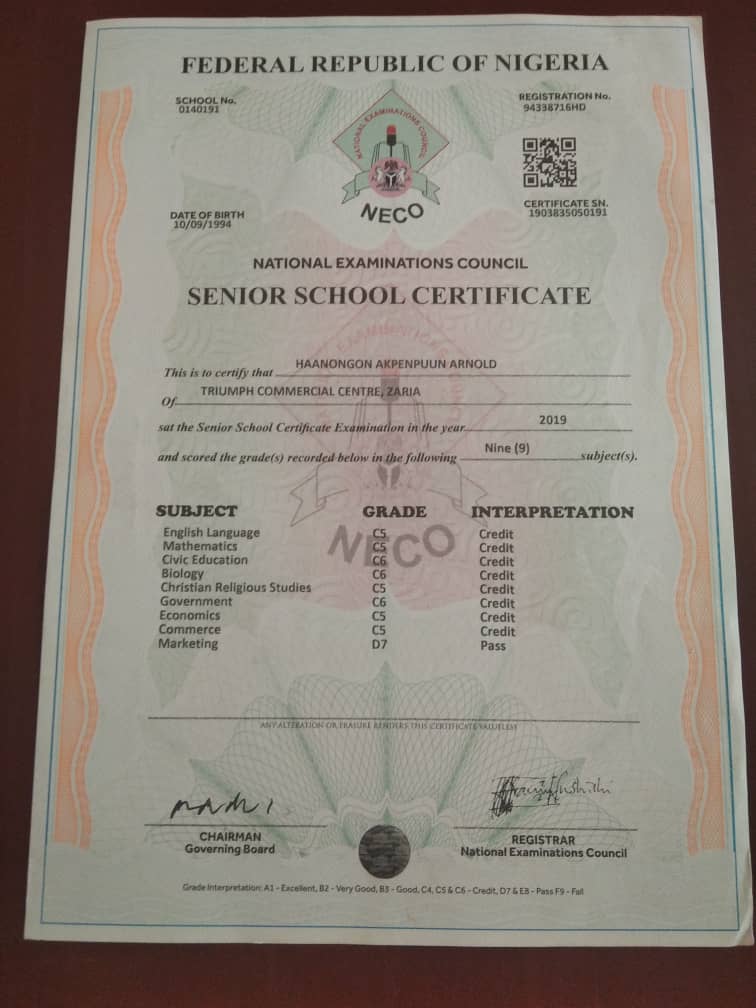 FEDERAL REPUBLIC OF NIGERIA
SCHOOL No.
0140191
REGISTRATION No.
94338716HD
NATIONAL EXAMINATIONS COUNCIL
NECO
DATE OF BIRTH
10/09/1994
CERTIFICATE SN.
1903835050191
NATIONAL EXAMINATIONS COUNCIL
SENIOR SCHOOL CERTIFICATE
This is to certify that HAANONGON AKPENPUUN ARNOLD
Of TRIUMPH COMMERCIAL CENTRE, ZARIA
sat the Senior School Certificate Examination in the year 2019
and scored the grade(s) recorded below in the following Nine (9) subject(s).
SUBJECT GRADE INTERPRETATION
English Language C5 Credit
Mathematics C5 Credit
Civic Education C6 Credit
Biology C6 Credit
Christian Religious Studies C5 Credit
Government C6 Credit
Economics C5 Credit
Commerce C5 Credit
Marketing D7 Pass
NECO
ANY ALTERATION OR ERASURE RENDERS THIS CERTIFICATE VALUELESS
CHAIRMAN
Governing Board
REGISTRAR
National Examinations Council
Grade Interpretation: A1 - Excellent, B2 - Very Good, B3 - Good, C4, C5 & C6 - Credit, D7 & E8 - Pass F9 - Fail